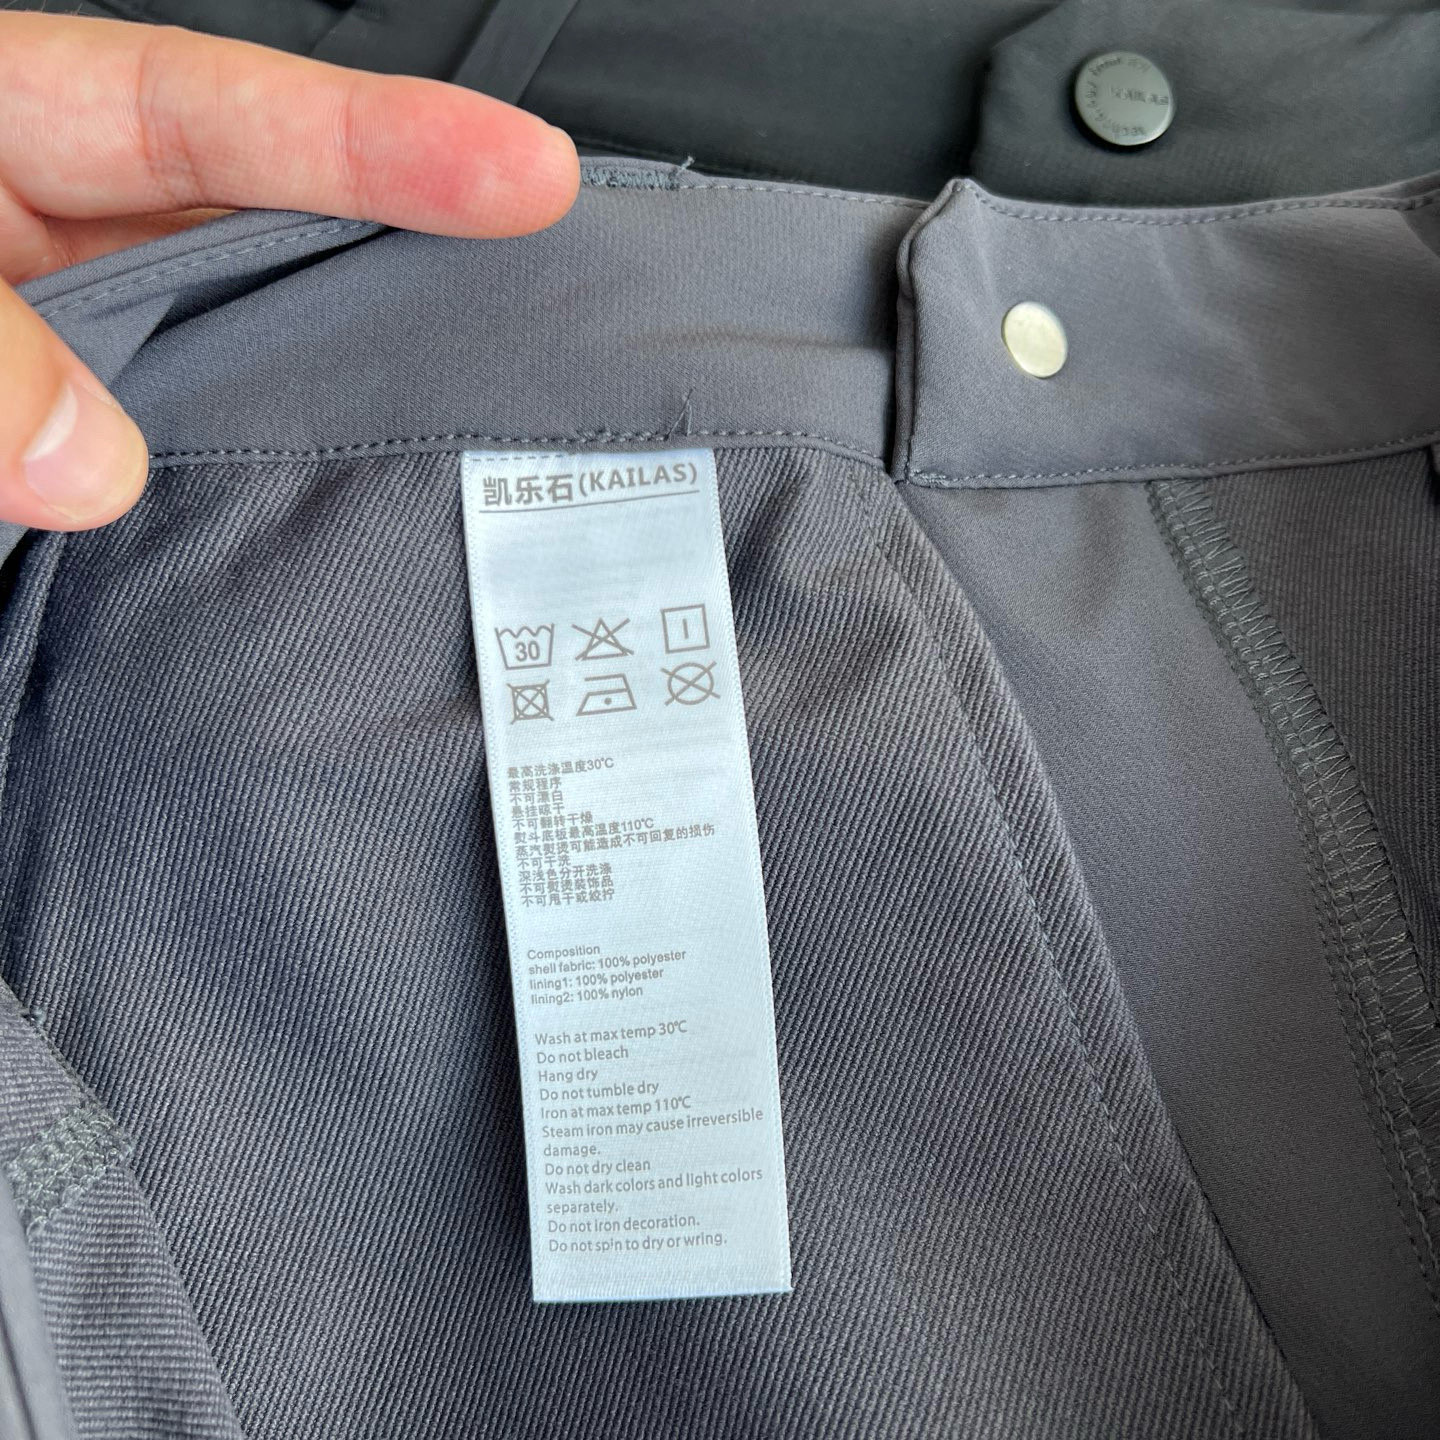 KAILAS
凯乐石(KAILAS)
30
最高洗涤温度30℃
常规程序
不可漂白
悬挂晾干
不可翻转干燥
熨斗底板最高温度110℃
蒸汽熨烫可能造成不可回复的损伤
不可干洗
深浅色分开洗涤
不可熨烫装饰品
不可甩干或绞拧
Composition
shell fabric: 100% polyester
lining1: 100% polyester
lining2: 100% nylon
Wash at max temp 30℃
Do not bleach
Hang dry
Do not tumble dry
Iron at max temp 110℃
Steam iron may cause irreversible
damage.
Do not dry clean
Wash dark colors and light colors
separately.
Do not iron decoration.
Do not spin to dry or wring.